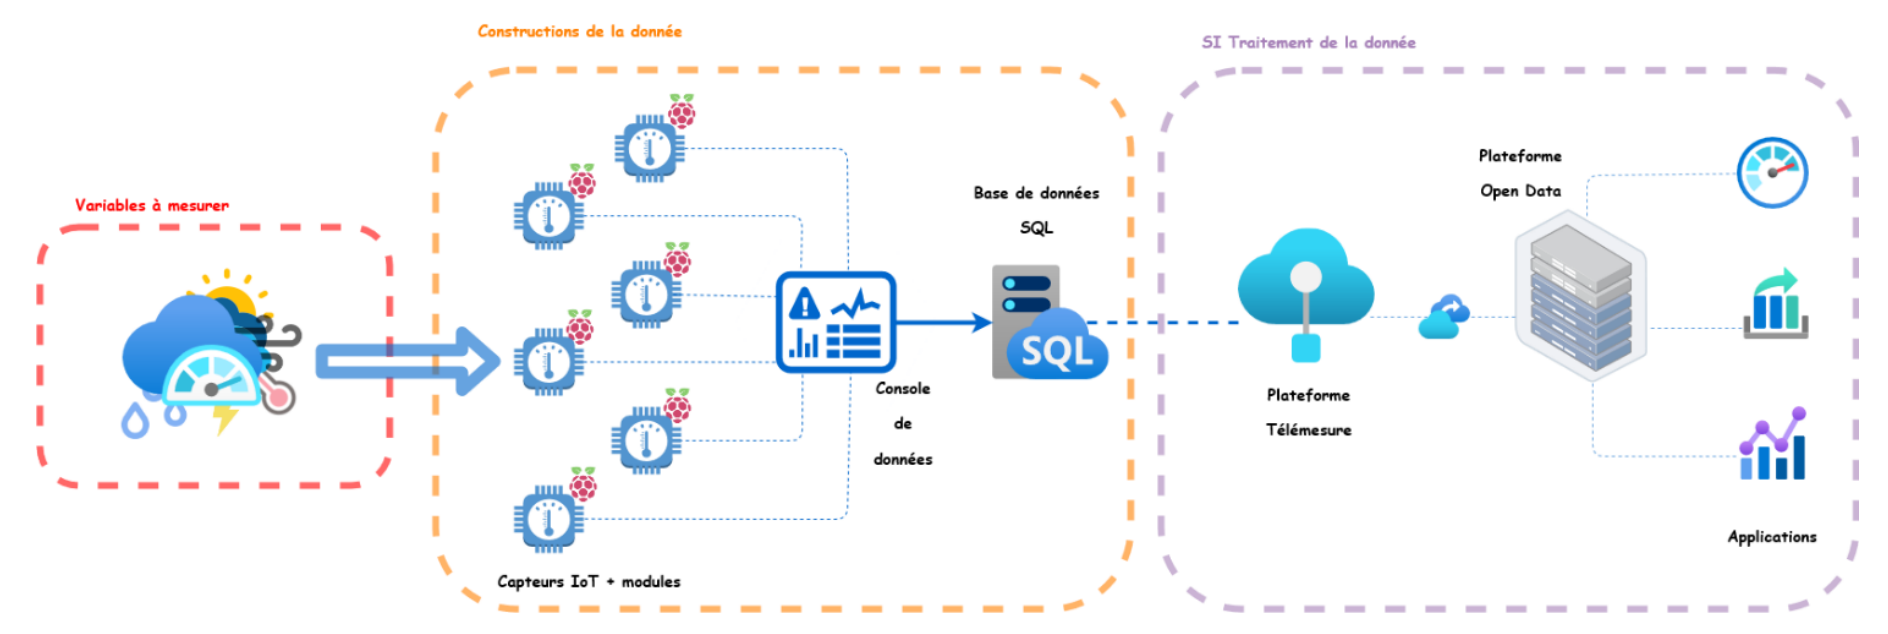 Constructions de la donnée
SI Traitement de la donnée
Variables à mesurer
Base de données
SQL
SQL
Console
de
données
Capteurs IoT + modules
Plateforme
Open Data
Plateforme
Télémesure
Applications